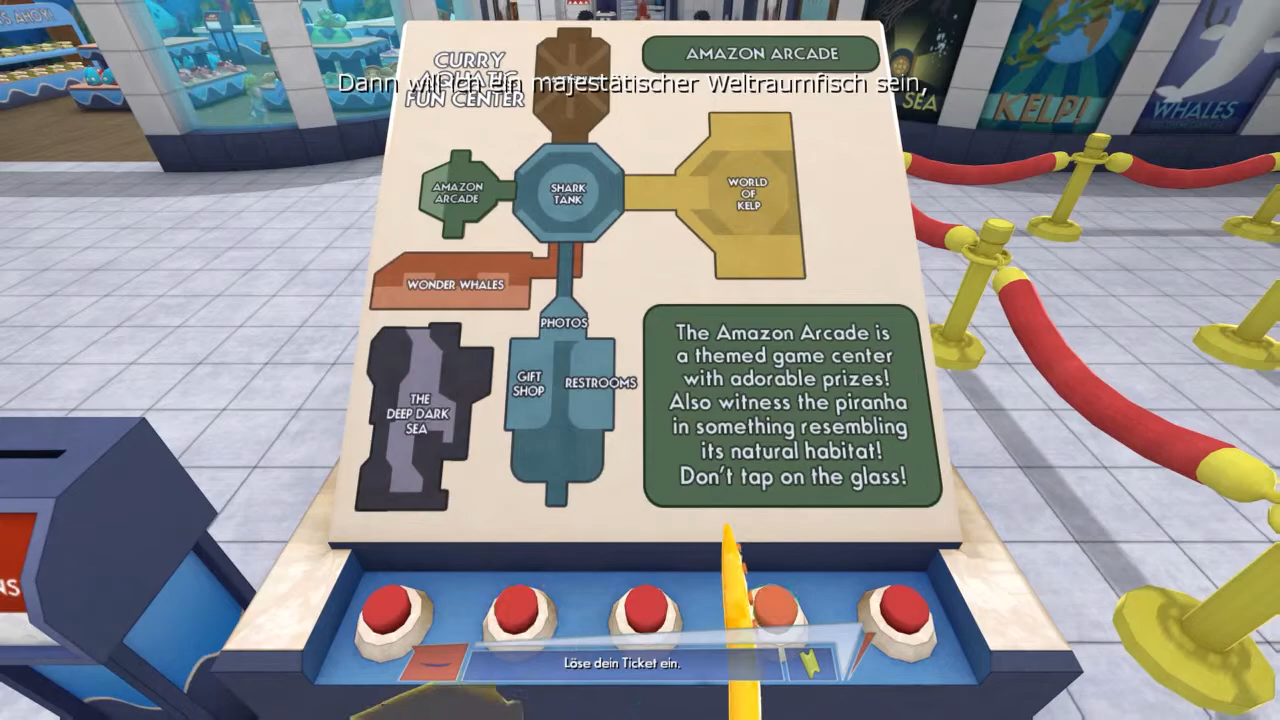 S AHOY!
CURRY
AQUATIC
FUN CENTER
AMAZON ARCADE
Dann will ich ein majestätischer Weltraumfisch sein,
SEA
KELP!
WHALES
AMAZON
ARCADE
SHARK
TANK
WORLD
OF
KELP
WONDER WHALES
PHOTOS
GIFT
SHOP
RESTROOMS
THE
DEEP DARK
SEA
The Amazon Arcade is
a themed game center
with adorable prizes!
Also witness the piranha
in something resembling
its natural habitat!
Don't tap on the glass!
NS
Löse dein Ticket ein.